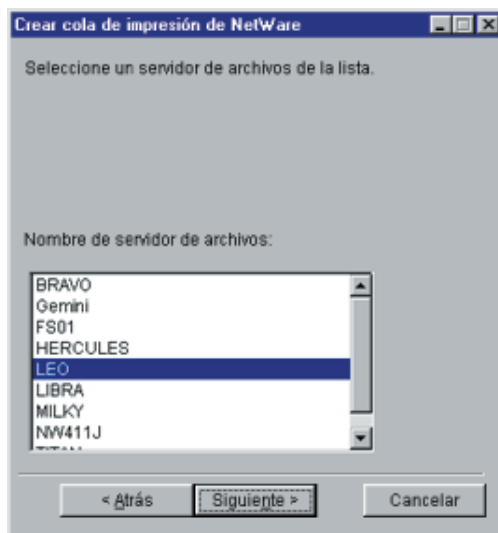 Crear cola de impresión de NetWare
Seleccione un servidor de archivos de la lista.
Nombre de servidor de archivos:
BRAVO
Gemini
FS01
HERCULES
LEO
LIBRA
MILKY
NW411J
< Atrás
Siguiente >
Cancelar